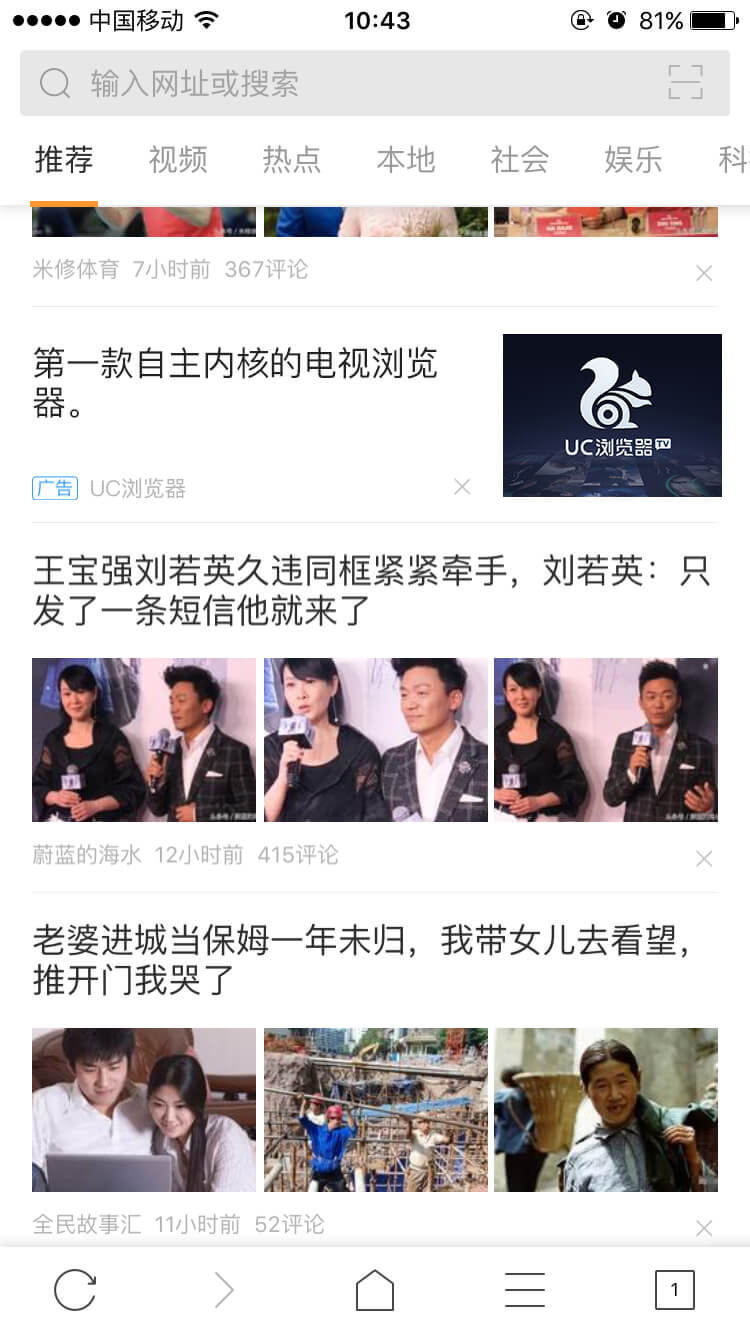 中国移动
10:43
81%
输入网址或搜索
推荐 视频 热点 本地 社会 娱乐 科
米修体育 7小时前 367评论
第一款自主内核的电视浏览
器。
UC浏览器TV
广告 UC浏览器
王宝强刘若英久违同框紧紧牵手，刘若英：只
发了一条短信他就来了
蔚蓝的海水 12小时前 415评论
老婆进城当保姆一年未归，我带女儿去看望，
推开门我哭了
全民故事汇 11小时前 52评论
1